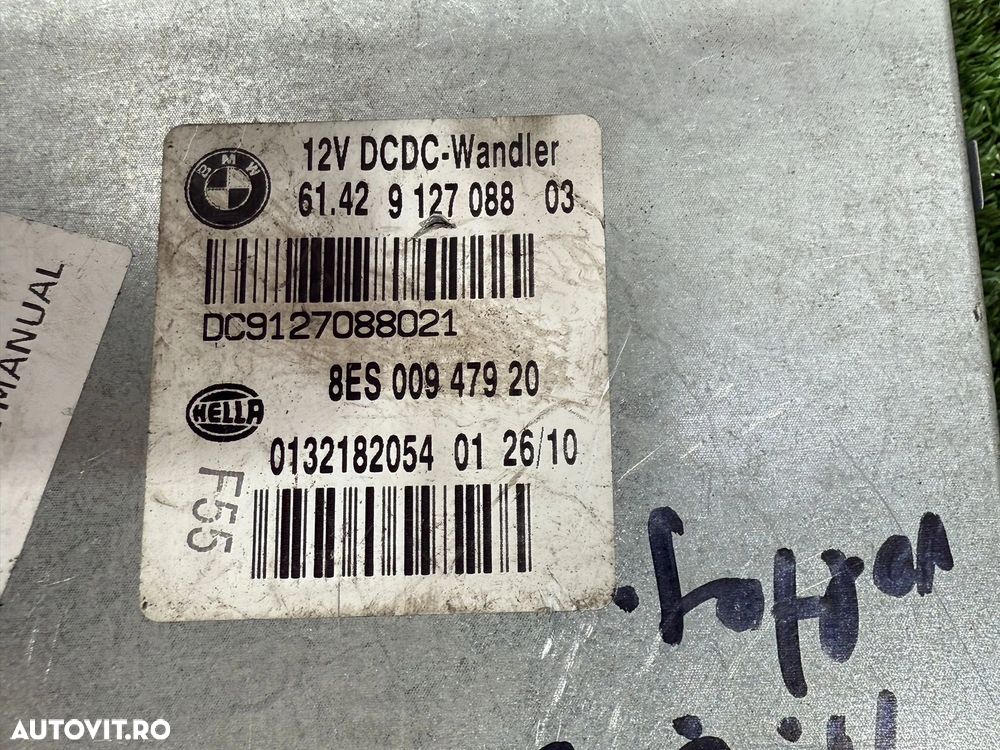 BMW
12V DCDC-Wandler
61.42 9 127 088 03
DC9127088021
8ES 009 479 20
HELLA
0132182054 01 26/10
F55
MANUAL
AUTOVIT.RO